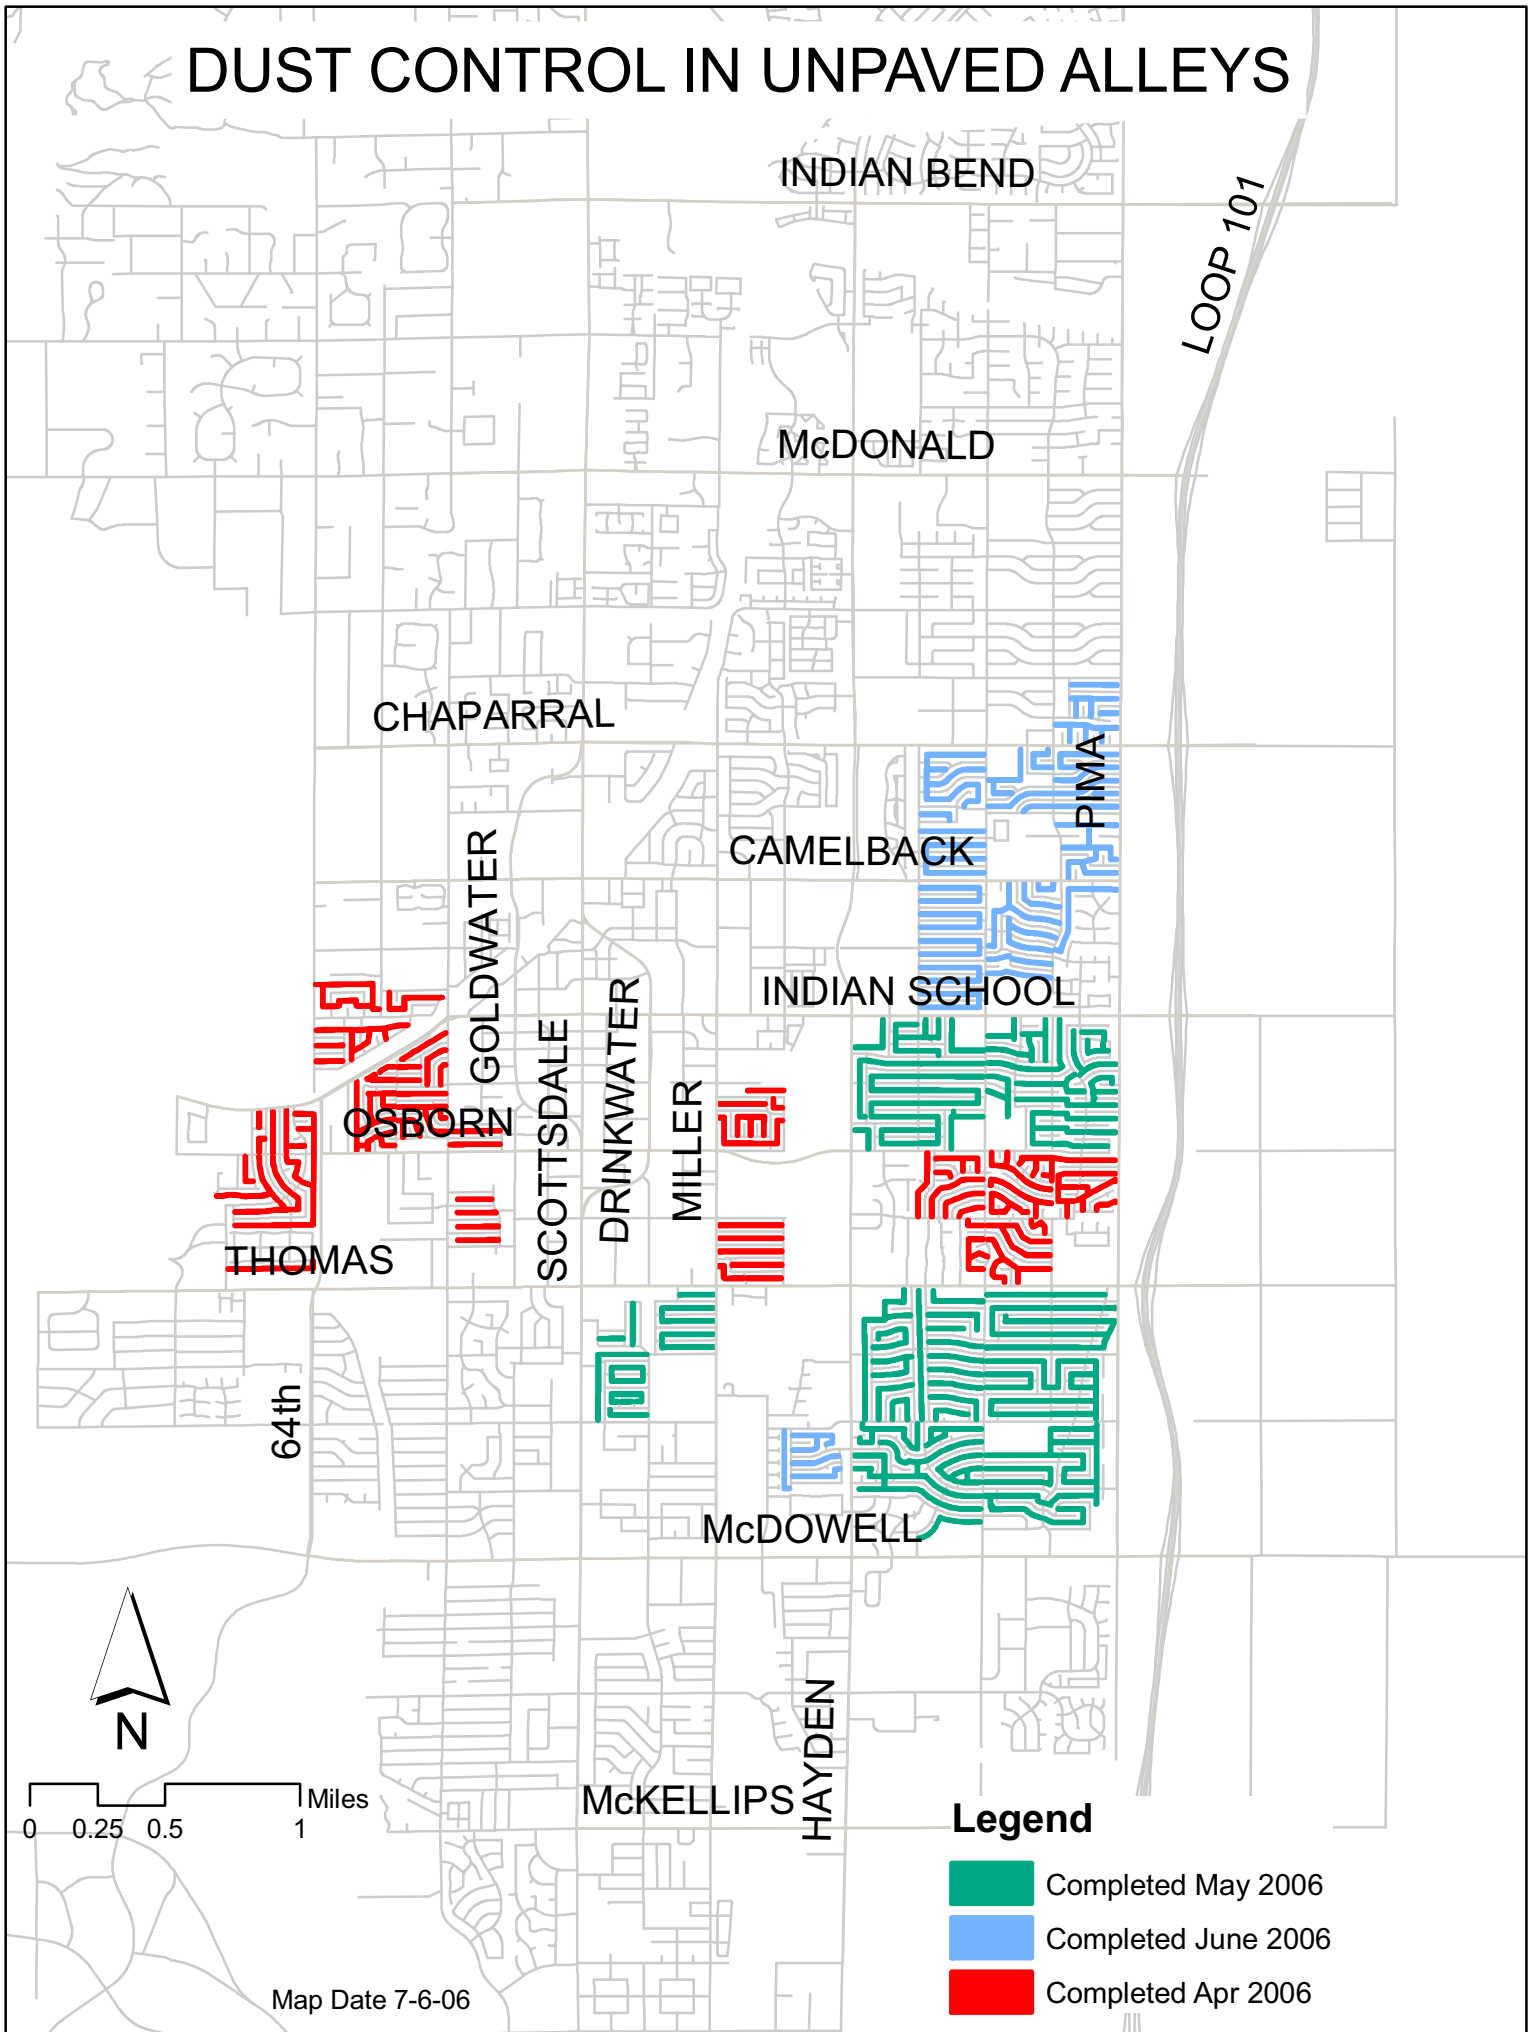 DUST CONTROL IN UNPAVED ALLEYS
INDIAN BEND
LOOP 101
McDONALD
CHAPARRAL
PIMA
CAMELBACK
GOLDWATER
INDIAN SCHOOL
SCOTTSDALE
DRINKWATER
MILLER
OSBORN
THOMAS
64th
McDOWELL
N
HAYDEN
McKELLIPS
Miles
0 0.25 0.5 1
Legend
Completed May 2006
Completed June 2006
Completed Apr 2006
Map Date 7-6-06